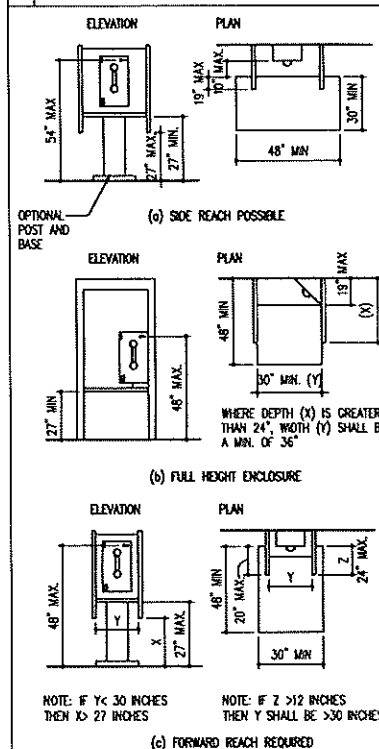 ELEVATION
PLAN
54" MAX
27" MAX.
27" MIN.
19" MAX
10" MAX
30" MIN
48" MIN
OPTIONAL
POST AND
BASE
(a) SIDE REACH POSSIBLE
ELEVATION
PLAN
27" MIN
48" MAX.
48" MIN
19" MAX
(X)
30" MIN. (Y)
WHERE DEPTH (X) IS GREATER
THAN 24", WIDTH (Y) SHALL B
A MIN. OF 36"
(b) FULL HEIGHT ENCLOSURE
ELEVATION
PLAN
48" MAX.
Y
X
27" MAX.
48" MIN
20" MAX
Y
Z
24" MAX.
30" MIN
NOTE: IF Y< 30 INCHES
THEN X> 27 INCHES
NOTE: IF Z >12 INCHES
THEN Y SHALL BE >30 INCHES
(c) FORWARD REACH REQUIRED